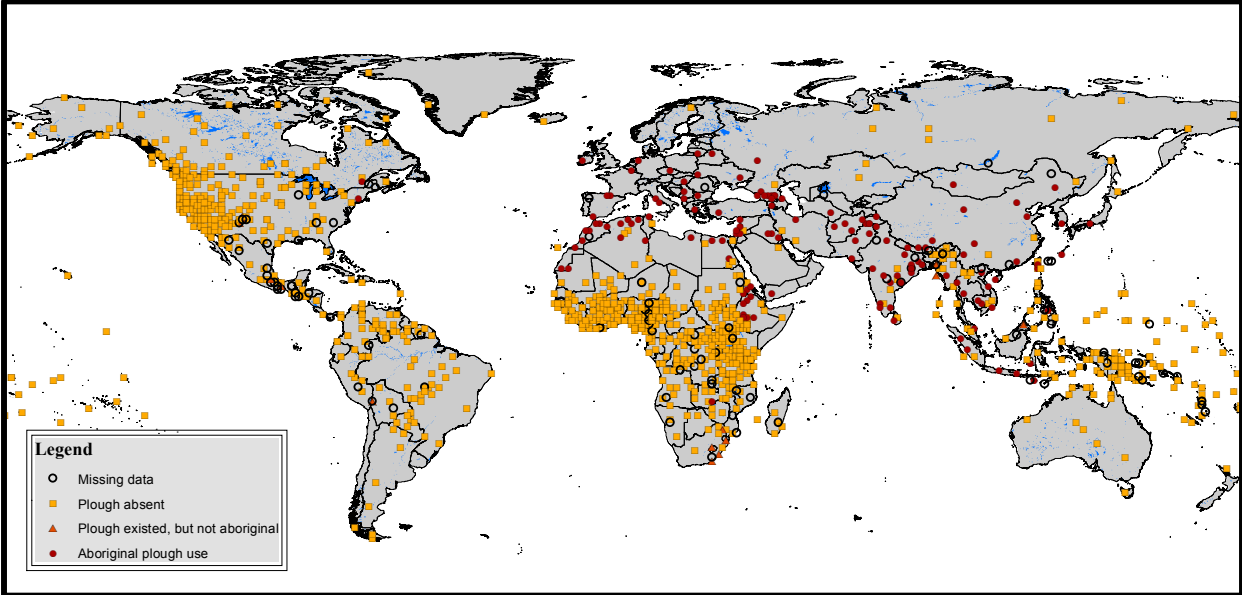 Legend
Missing data
Plough absent
Plough existed, but not aboriginal
Aboriginal plough use